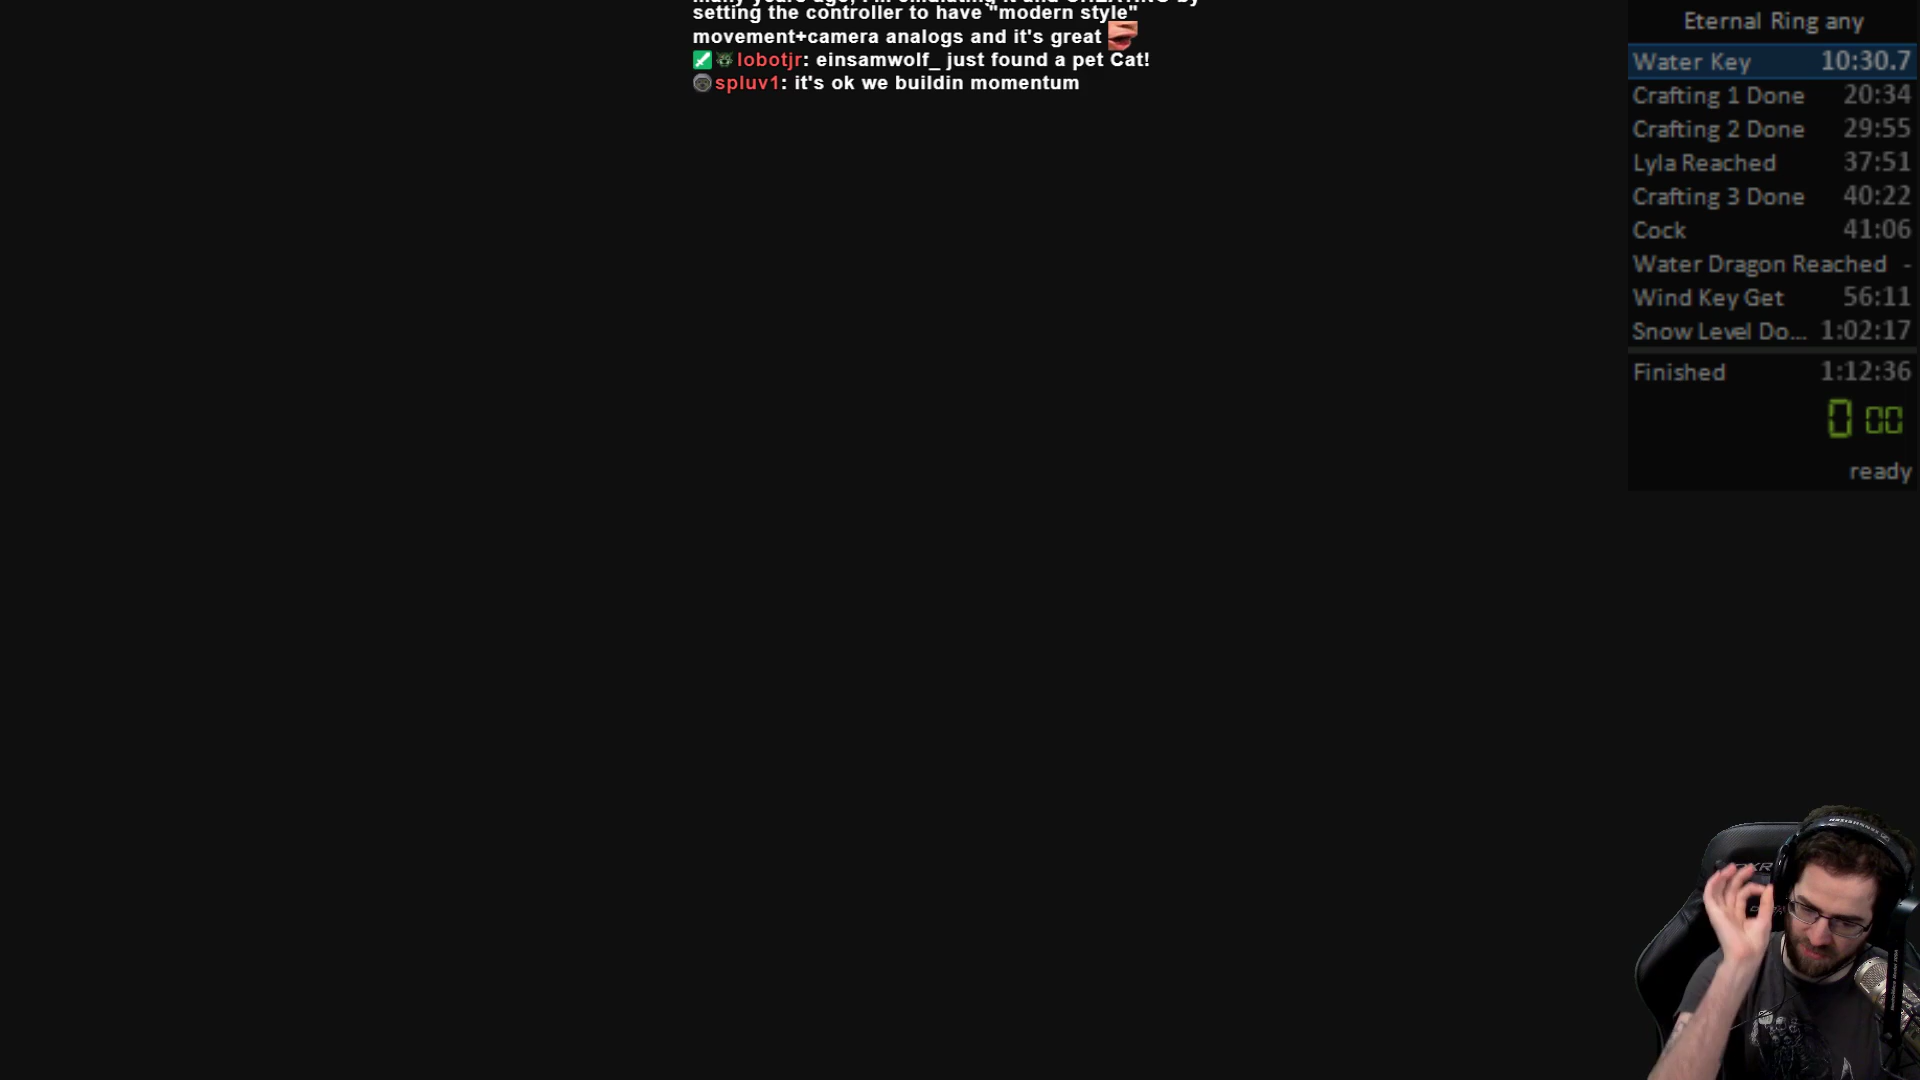 setting the controller to have "modern style"
movement+camera analogs and it's great
lobotjr: einsamwolf_ just found a pet Cat!
spluv1: it's ok we buildin momentum
Eternal Ring any
Water Key 10:30.7
Crafting 1 Done 20:34
Crafting 2 Done 29:55
Lyla Reached 37:51
Crafting 3 Done 40:22
Cock 41:06
Water Dragon Reached -
Wind Key Get 56:11
Snow Level Do... 1:02:17
Finished 1:12:36
0 00
ready